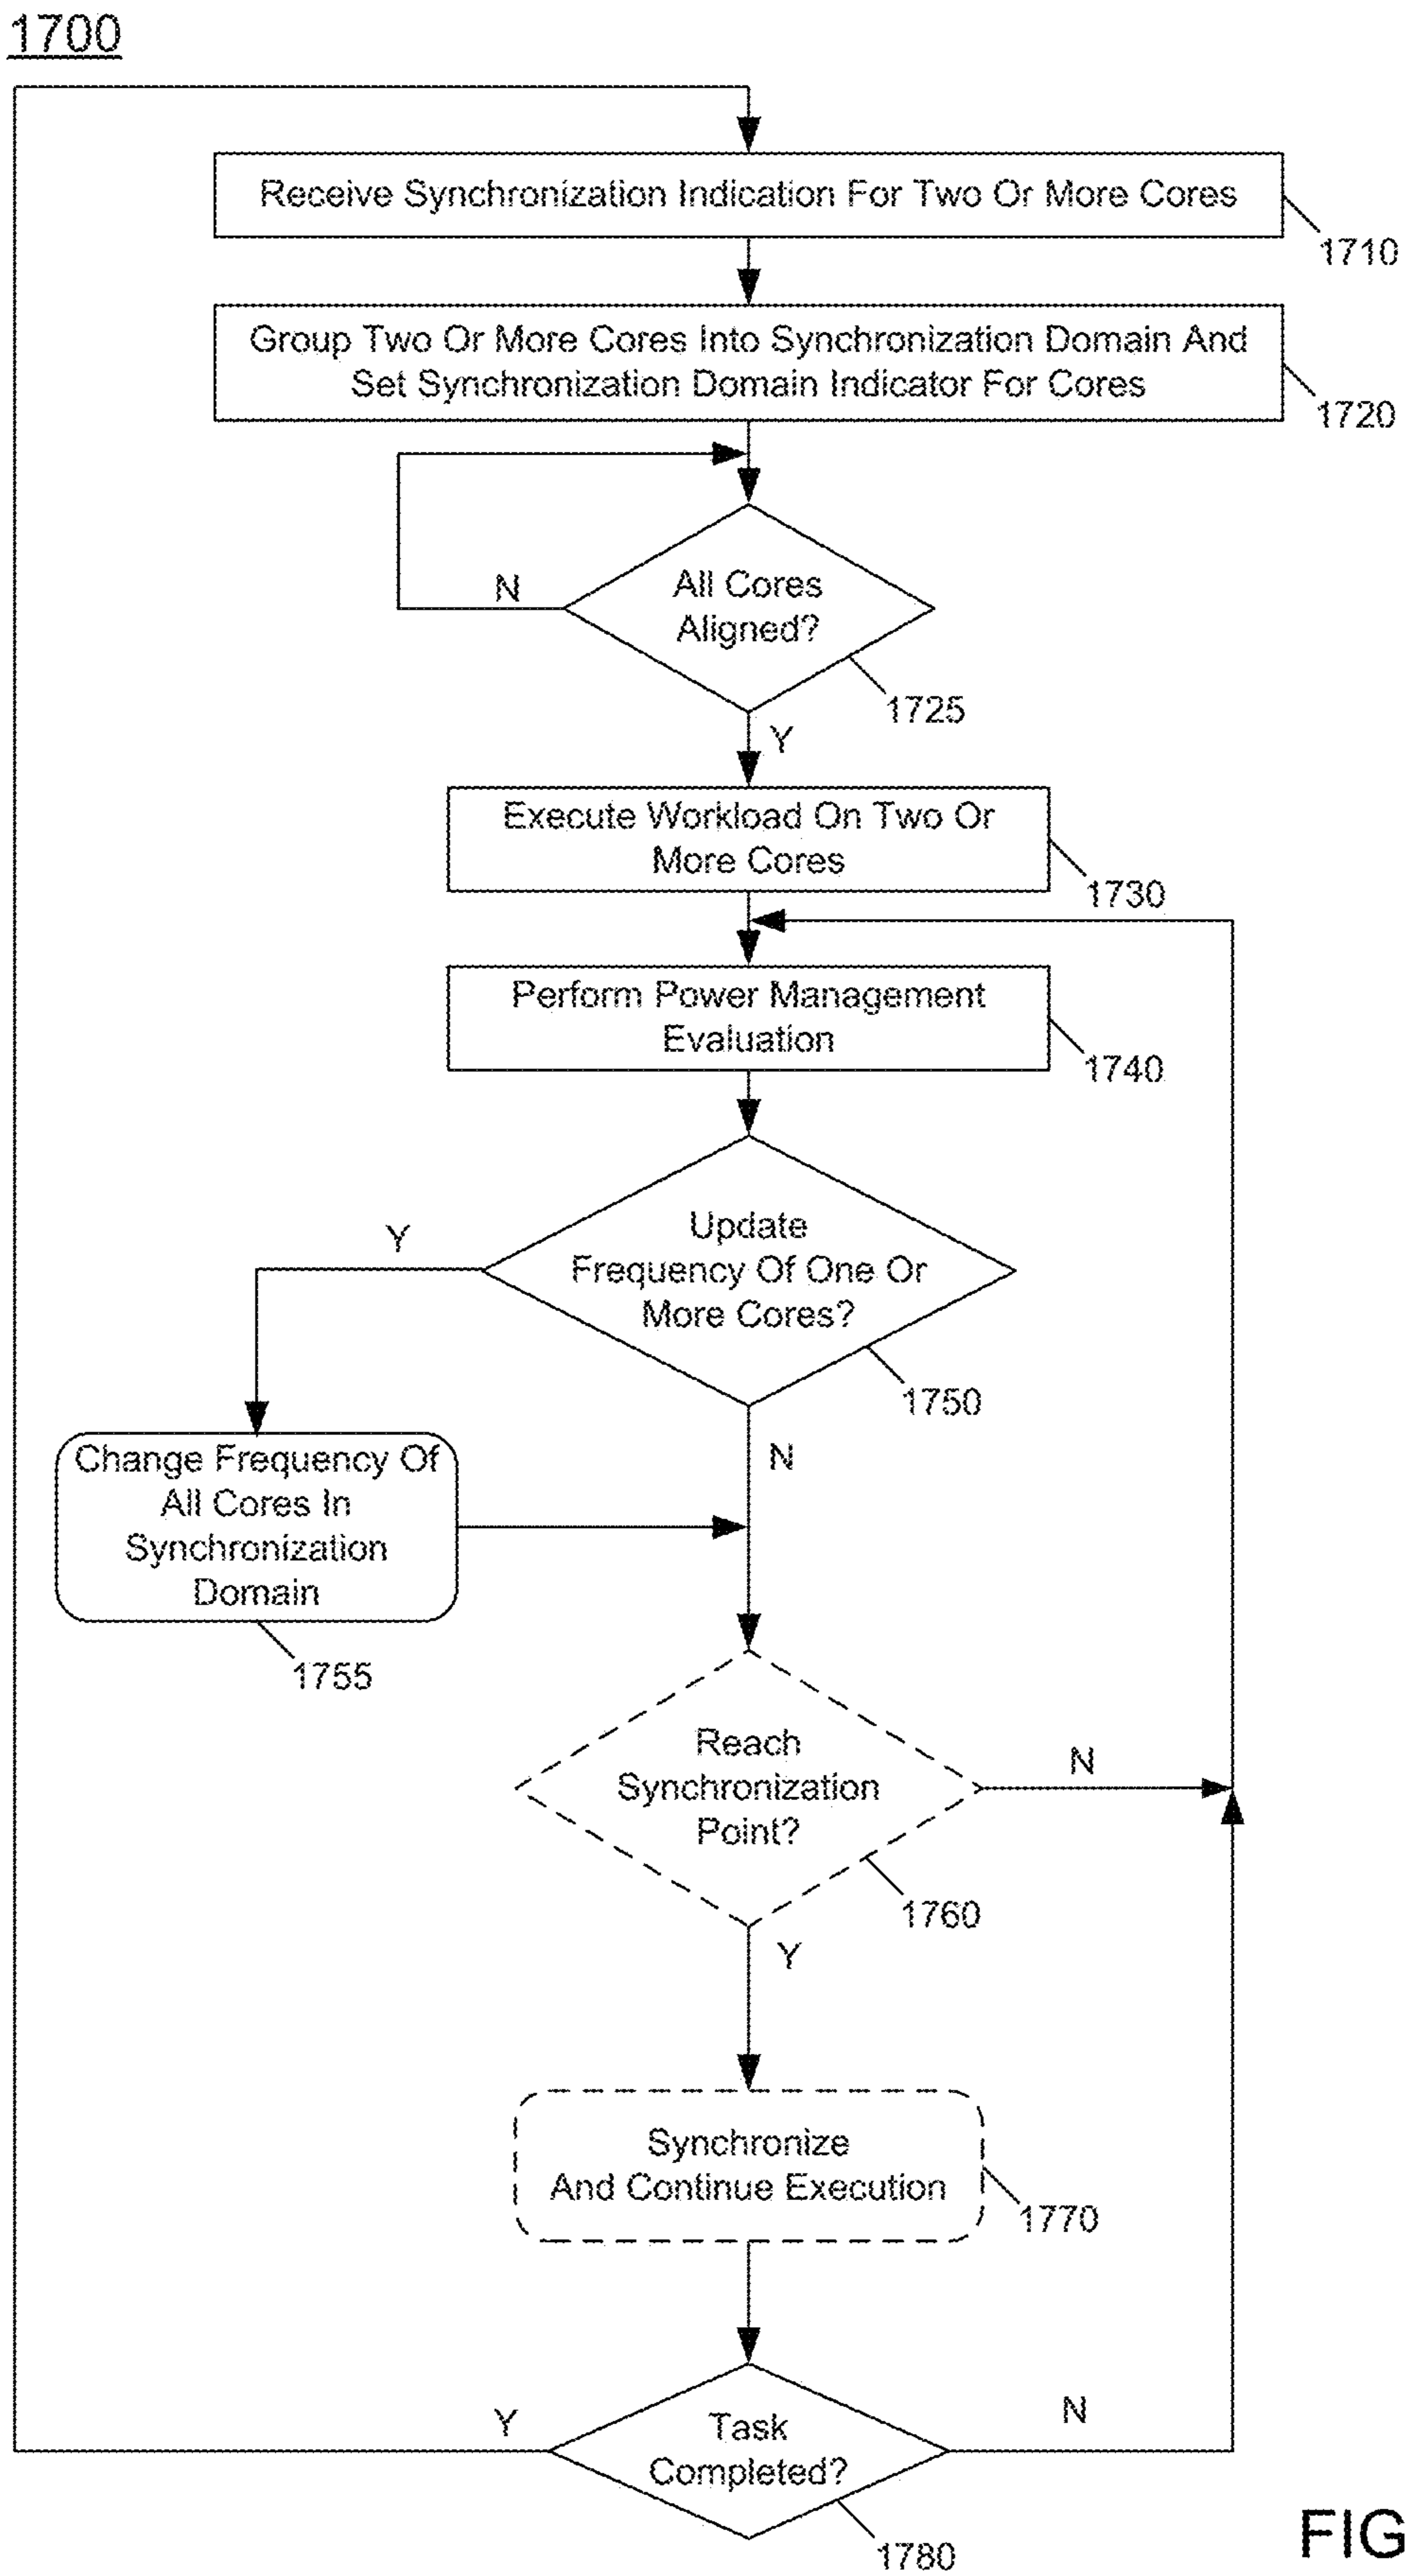 1700
Receive Synchronization Indication For Two Or More Cores
1710
Group Two Or More Cores Into Synchronization Domain And
Set Synchronization Domain Indicator For Cores
1720
N
All Cores
Aligned?
1725
Y
Execute Workload On Two Or
More Cores
1730
Perform Power Management
Evaluation
1740
Y
Update
Frequency Of One Or
More Cores?
1750
N
Change Frequency Of
All Cores In
Synchronization
Domain
1755
Reach
Synchronization
Point?
N
1760
Y
Synchronize
And Continue Execution
1770
Y
Task
Completed?
N
1780
FIG